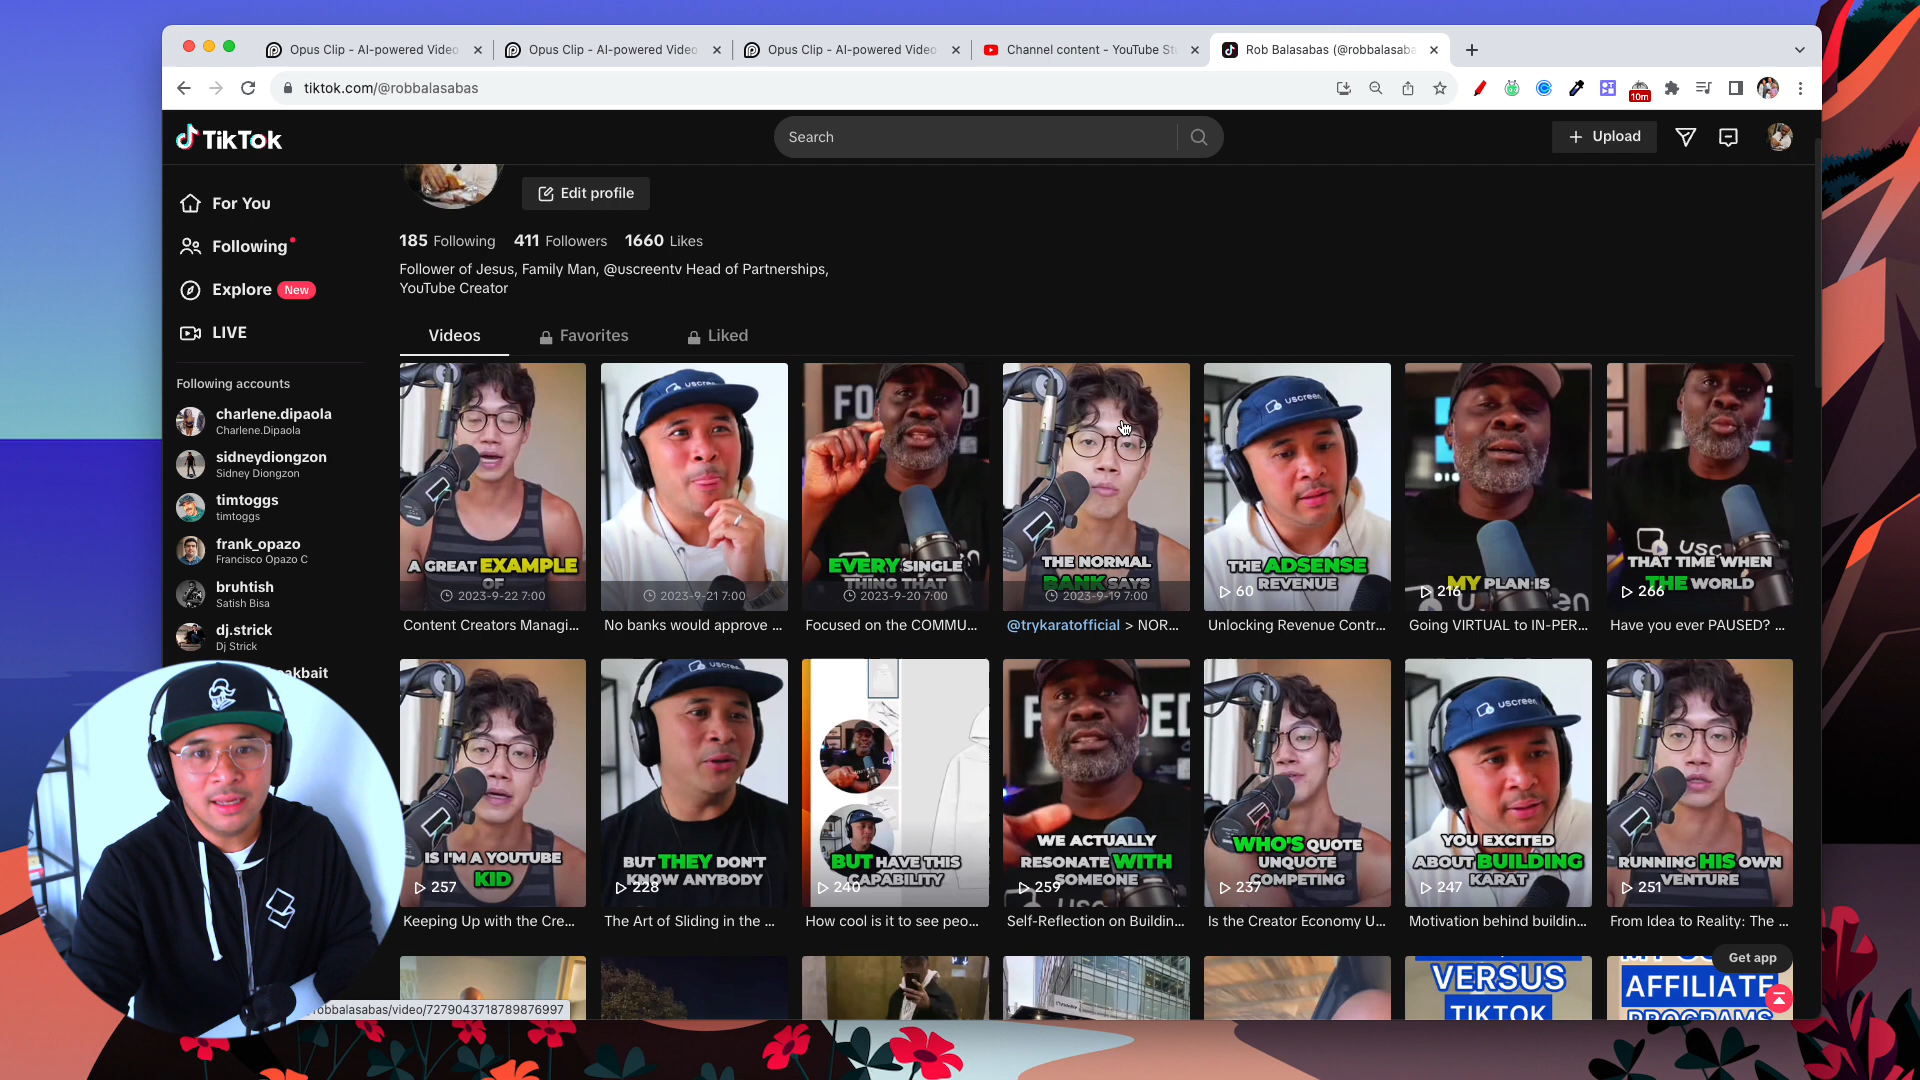 Opus Clip - AI-powered Video
Opus Clip - AI-powered Video
Opus Clip - AI-powered Video
Channel content - YouTube St
Rob Balasabas (@robbalasaba
tiktok.com/@robbalasabas
10m
TikTok
Search
Upload
For You
Following
Explore New
LIVE
Following accounts
charlene.dipaola
Charlene.Dipaola
sidneydiongzon
Sidney Diongzon
timtoggs
timtoggs
frank_opazo
Francisco Opazo C
bruhtish
Satish Bisa
dj.strick
Dj Strick
akbait
Edit profile
185 Following 411 Followers 1660 Likes
Follower of Jesus, Family Man, @uscreentv Head of Partnerships,
YouTube Creator
Videos Favorites Liked
A GREAT EXAMPLE
OF
2023-9-22 7:00
Content Creators Managi...
uscreen
2023-9-21 7:00
No banks would approve ...
EVERY SINGLE
THING THAT
2023-9-20 7:00
Focused on the COMMU...
THE NORMAL
BANK SAYS
2023-9-19 7:00
@trykaratofficial > NOR...
uscreen
THE ADSENSE
REVENUE
60
Unlocking Revenue Contr...
MY PLAN IS
216
Going VIRTUAL to IN-PER...
THAT TIME WHEN
THE WORLD
266
Have you ever PAUSED? ...
IS I'M A YOUTUBE
KID
257
Keeping Up with the Cre...
BUT THEY DON'T
KNOW ANYBODY
228
The Art of Sliding in the ...
BUT HAVE THIS
CAPABILITY
240
How cool is it to see peo...
WE ACTUALLY
RESONATE WITH
SOMEONE
259
Self-Reflection on Buildin...
WHO'S QUOTE
UNQUOTE
COMPETING
237
Is the Creator Economy U...
uscreen
YOU EXCITED
ABOUT BUILDING
KARAT
247
Motivation behind buildin...
RUNNING HIS OWN
VENTURE
251
From Idea to Reality: The ...
VERSUS
TIKTOK
AFFILIATE
PROGRAMS
Get app
robbalasabas/video/7279043718789876997